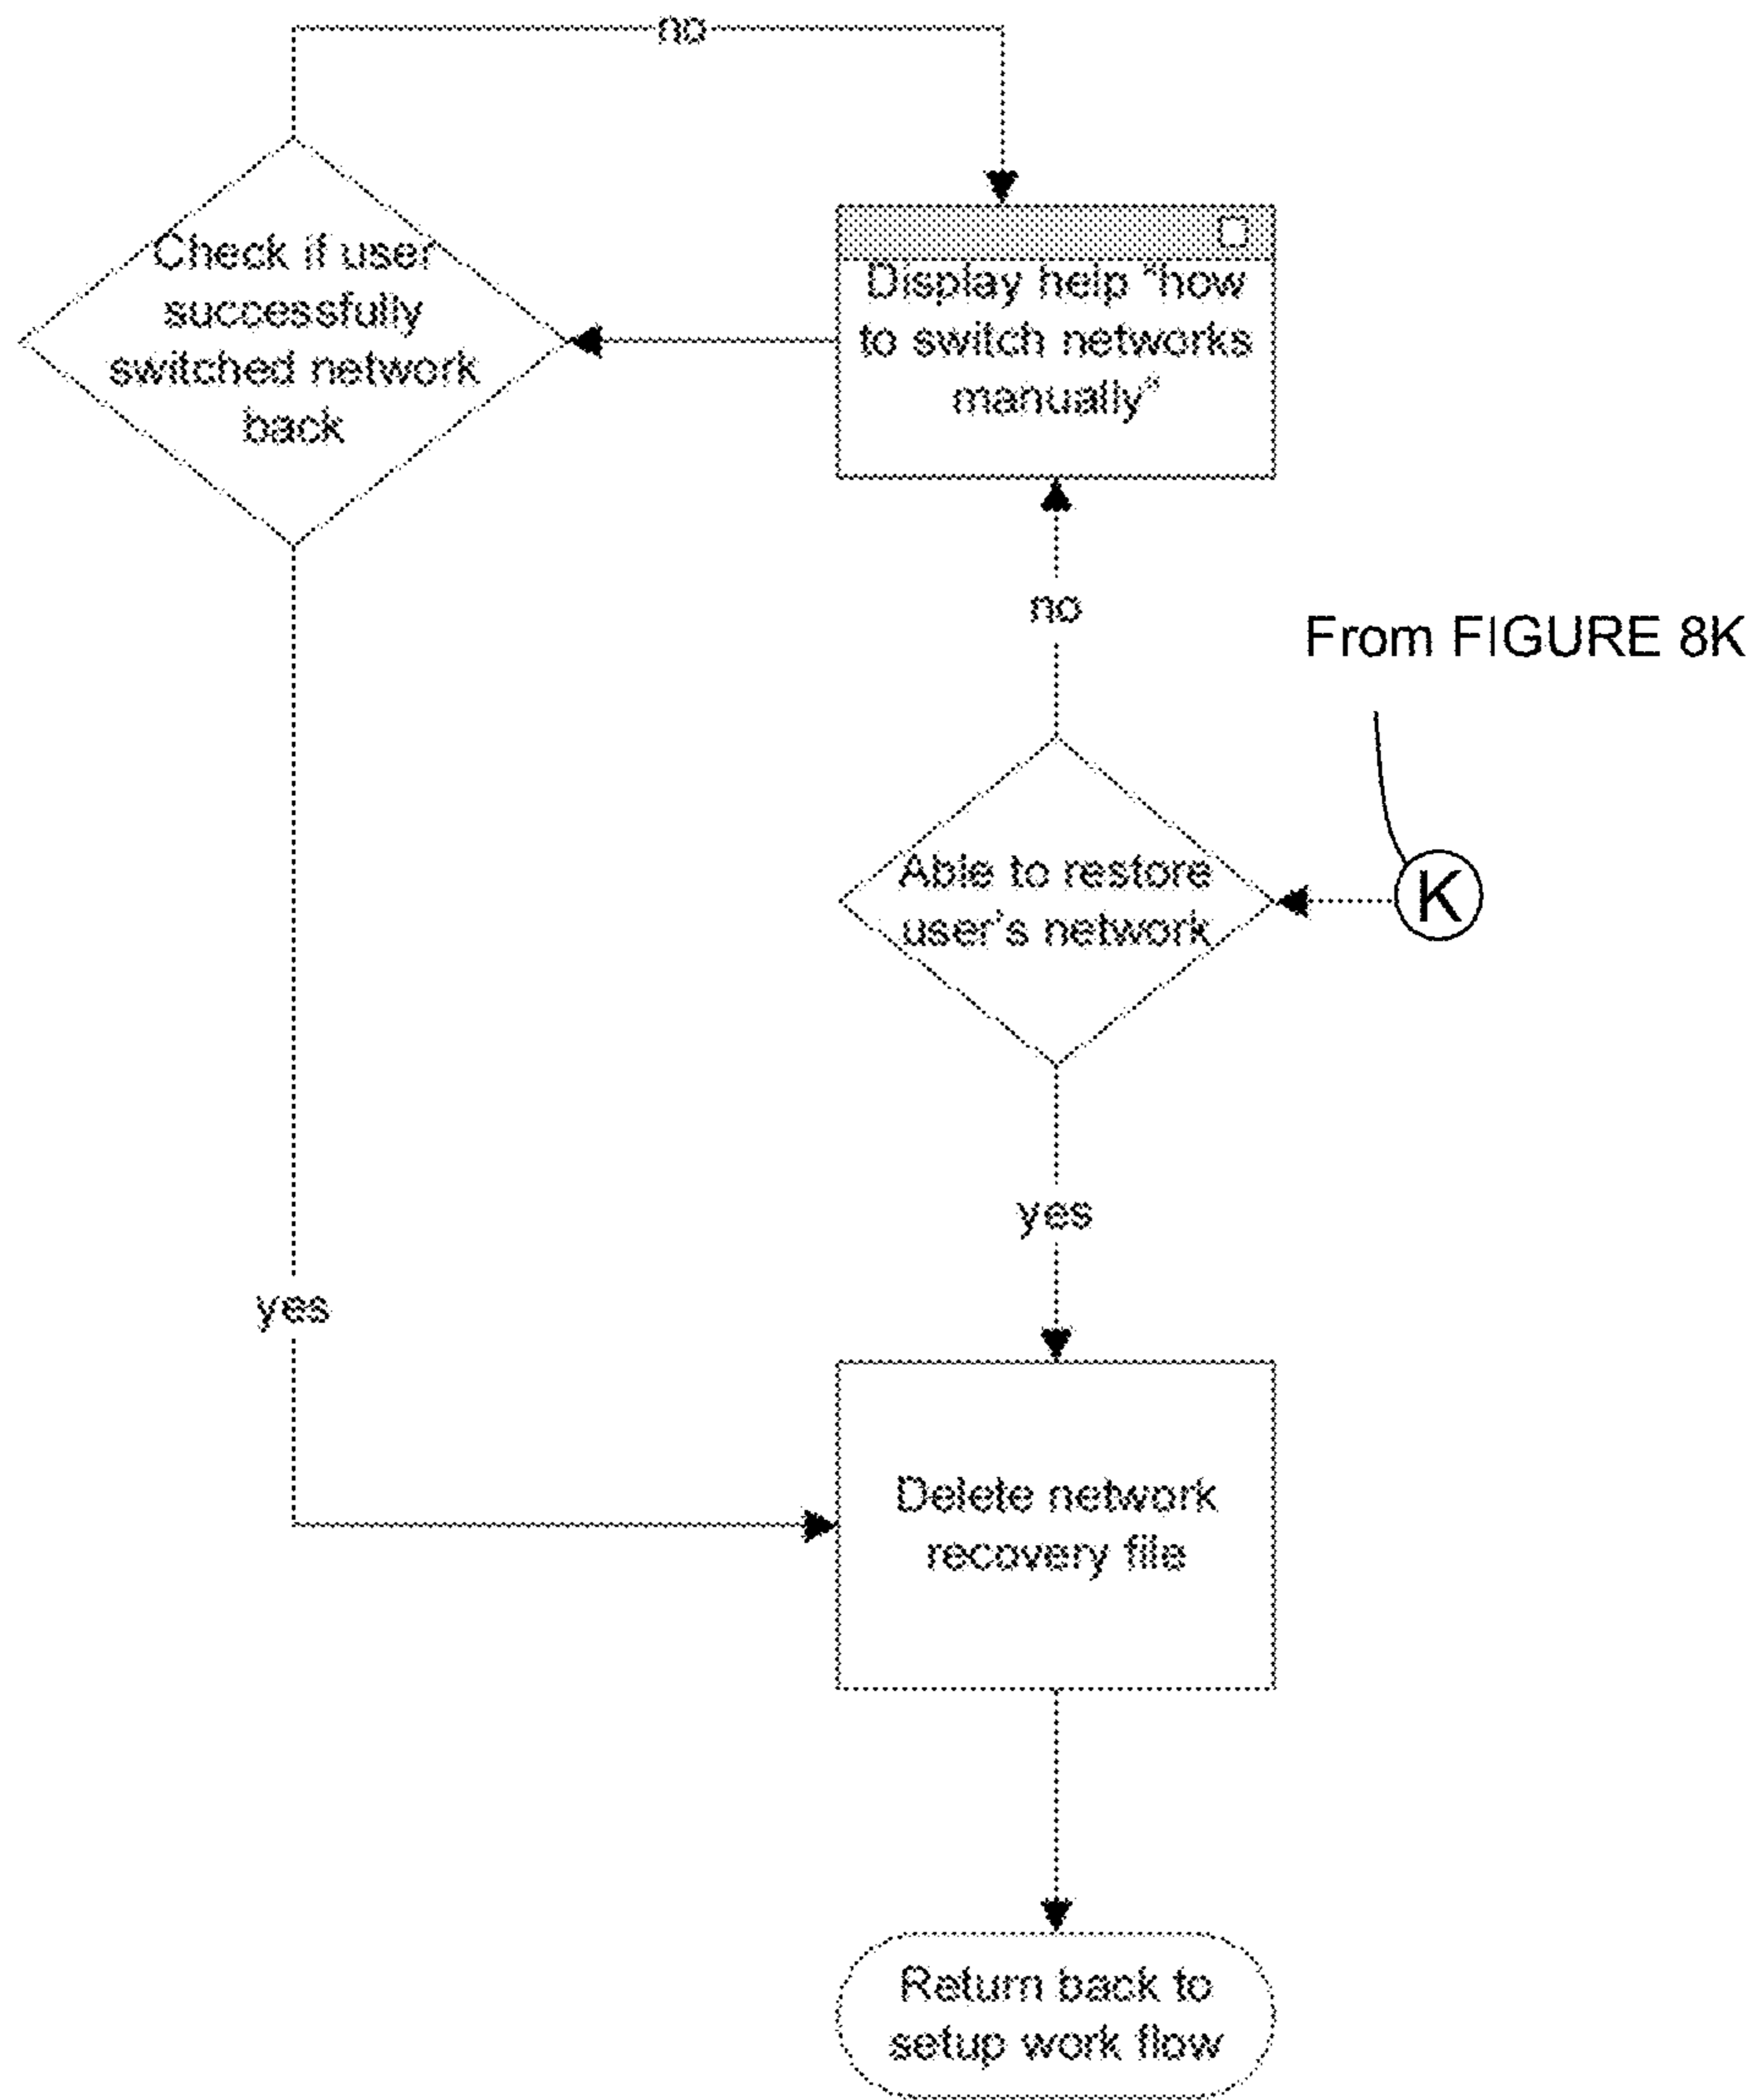 no
Check if user
successfully
switched network
back
Display help "how
to switch networks
manually"
no
From FIGURE 8K
Able to restore
user's network
K
yes
yes
Delete network
recovery file
Return back to
setup work flow